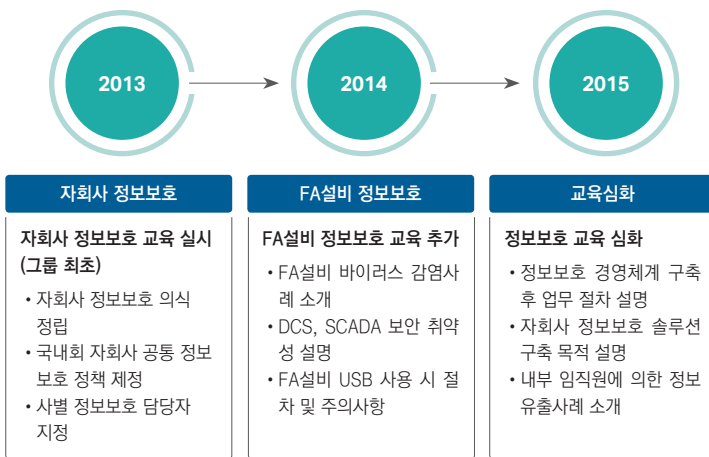 2013
2014
2015
자회사 정보보호
자회사 정보보호 교육 실시
(그룹 최초)
• 자회사 정보보호 의식
정립
• 국내회 자회사 공통 정보
보호 정책 제정
• 사별 정보보호 담당자
지정
FA설비 정보보호
FA설비 정보보호 교육 추가
• FA설비 바이러스 감염사
례 소개
• DCS, SCADA 보안 취약
성 설명
• FA설비 USB 사용 시 절
차 및 주의사항
교육심화
정보보호 교육 심화
• 정보보호 경영체계 구축
후 업무 절차 설명
• 자회사 정보보호 솔루션
구축 목적 설명
• 내부 임직원에 의한 정보
유출사례 소개